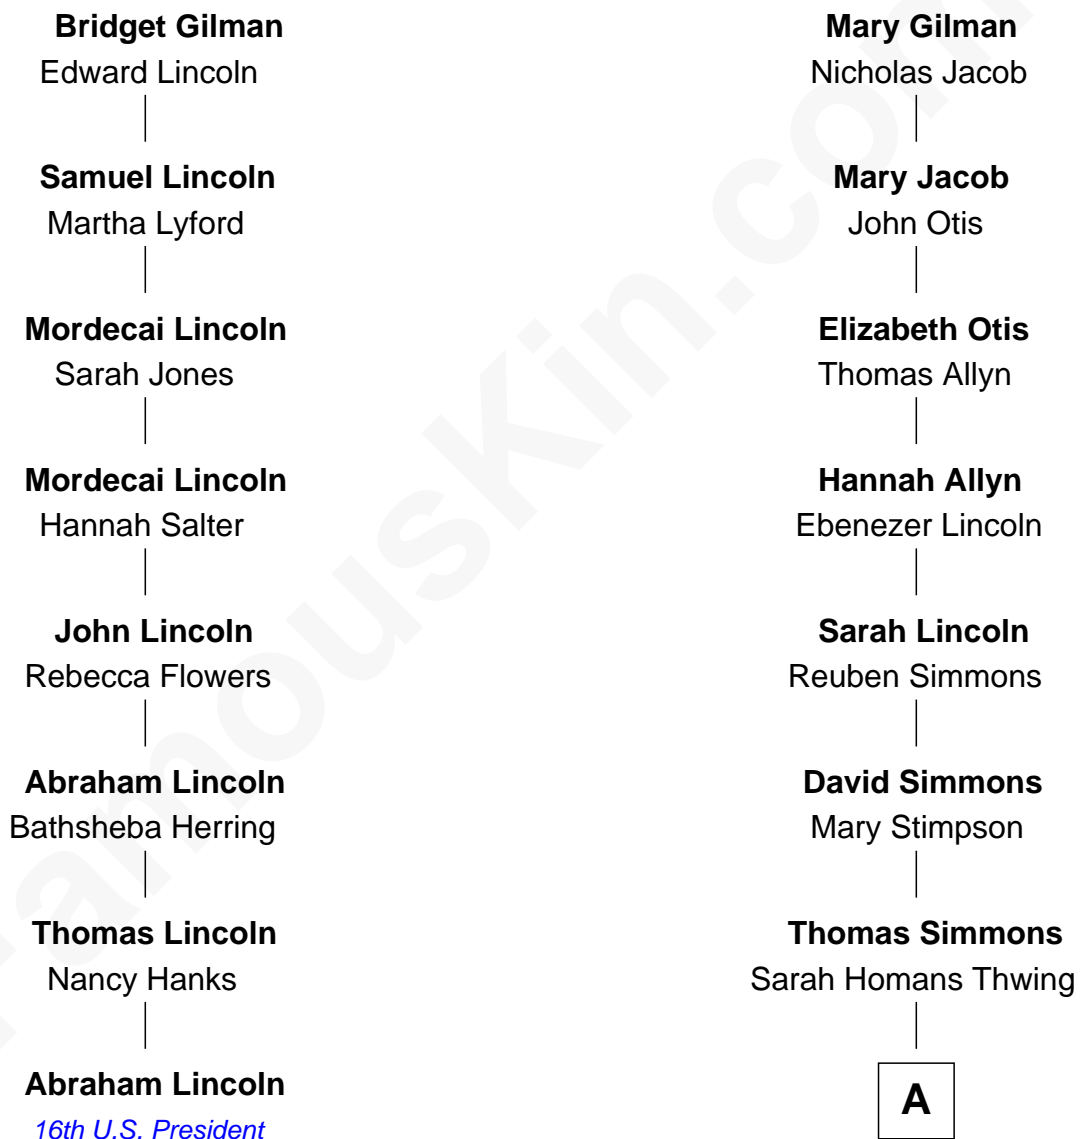 Bridget Gilman
Edward Lincoln
Samuel Lincoln
Martha Lyford
Mordecai Lincoln
Sarah Jones
Mordecai Lincoln
Hannah Salter
John Lincoln
Rebecca Flowers
Abraham Lincoln
Bathsheba Herring
Thomas Lincoln
Nancy Hanks
Abraham Lincoln
16th U.S. President
Mary Gilman
Nicholas Jacob
Mary Jacob
John Otis
Elizabeth Otis
Thomas Allyn
Hannah Allyn
Ebenezer Lincoln
Sarah Lincoln
Reuben Simmons
David Simmons
Mary Stimpson
Thomas Simmons
Sarah Homans Thwing
A
FamousKin.com